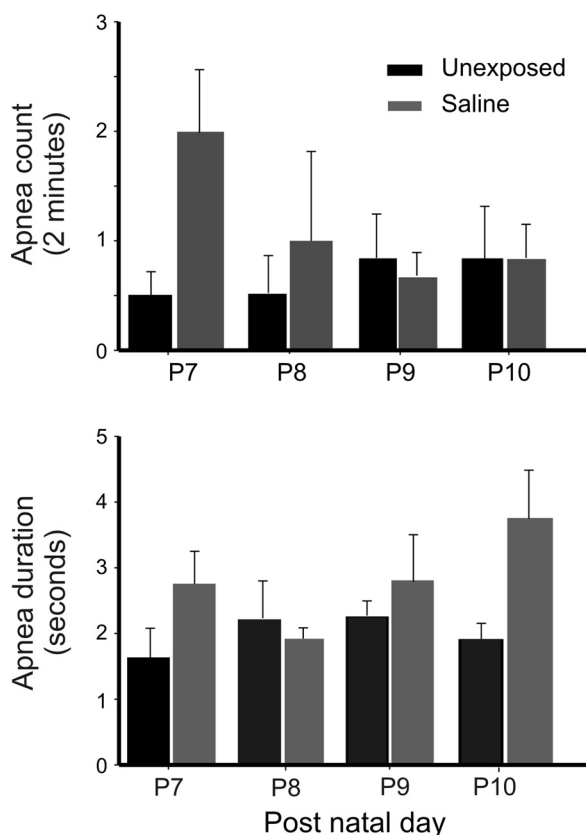 3
2
1
0
Apnea count
(2 minutes)
Unexposed
Saline
P7 P8 P9 P10
5
4
3
2
1
0
Apnea duration
(seconds)
P7 P8 P9 P10
Post natal day